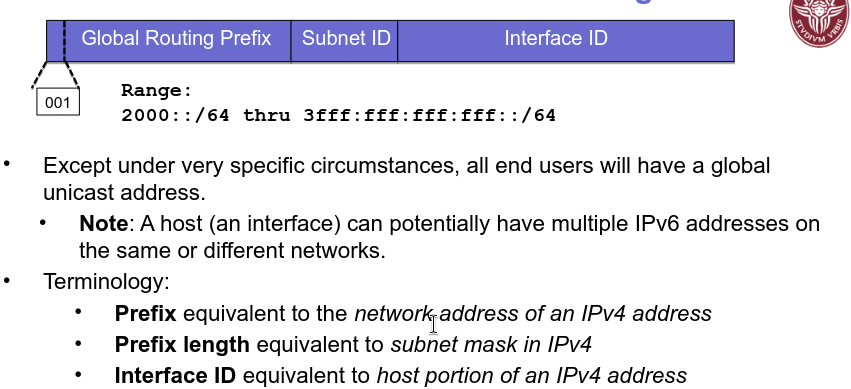 Global Routing Prefix Subnet ID Interface ID
001
Range:
2000::/64 thru 3fff:fff:fff:fff::/64
• Except under very specific circumstances, all end users will have a global
unicast address.
• Note: A host (an interface) can potentially have multiple IPv6 addresses on
the same or different networks.
• Terminology:
• Prefix equivalent to the network address of an IPv4 address
• Prefix length equivalent to subnet mask in IPv4
• Interface ID equivalent to host portion of an IPv4 address